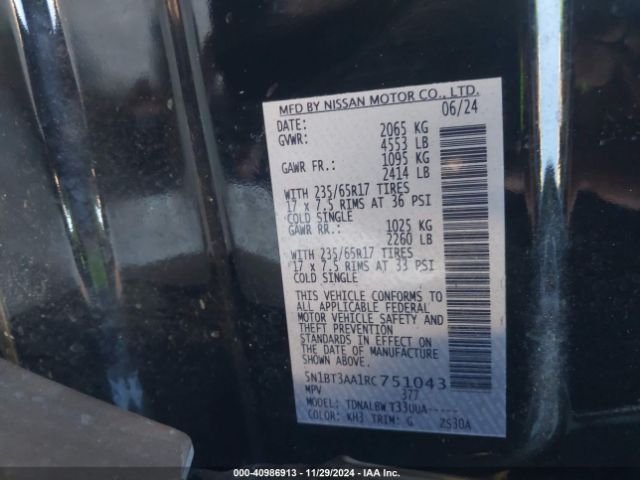 MFD BY NISSAN MOTOR CO., LTD.
DATE: 06/24
GVWR: 2065 KG
4553 LB
GAWR FR.: 1095 KG
2414 LB
WITH 235/65R17 TIRES
17 x 7.5 RIMS AT 36 PSI
COLD SINGLE
GAWR RR.: 1025 KG
2260 LB
WITH 235/65R17 TIRES
17 x 7.5 RIMS AT 33 PSI
COLD SINGLE
THIS VEHICLE CONFORMS TO
ALL APPLICABLE FEDERAL
MOTOR VEHICLE SAFETY AND
THEFT PREVENTION
STANDARDS IN EFFECT ON
THE DATE OF MANUFACTURE
SHOWN ABOVE.
5N1BT3AA1RC751043
MPV 377
MODEL: TDNALBWT33UUA-----
COLOR: KH3 TRIM: G 2530A
000-40986913 - 11/29/2024 - IAA Inc.